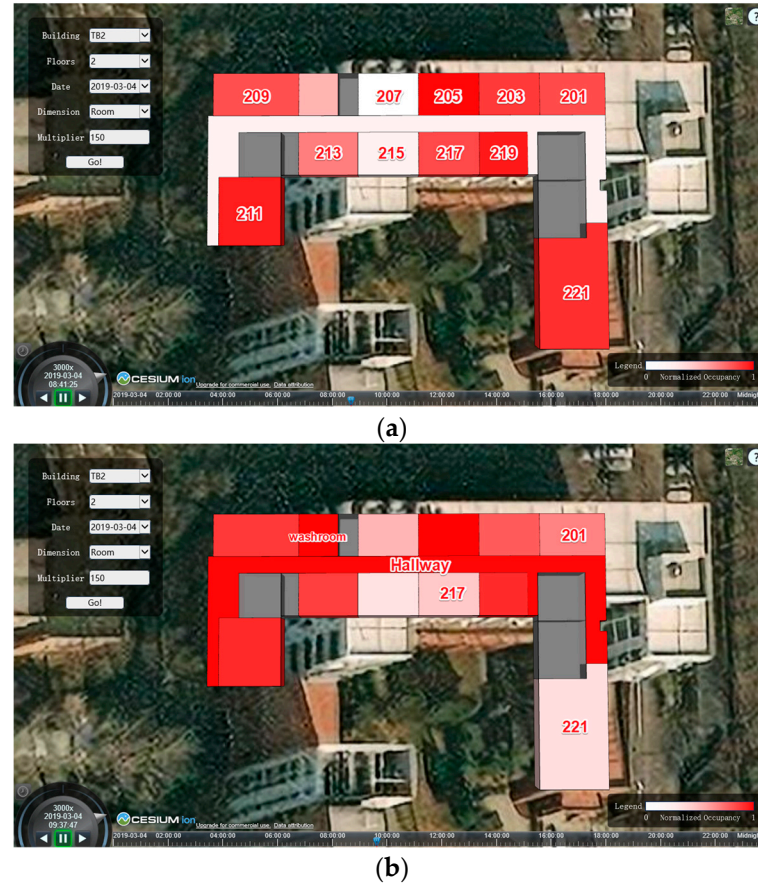 Building TB2
Floors 2
Date 2019-03-04
Dimension Room
Multiplier 150
Go!
?
209 207 205 203 201
213 215 217 219
211
221
3000x
2019-03-04
08:41:25
CESIUM ion
Upgrade for commercial use. Data attribution
Legend
0 Normalized Occupancy 1
2019-03-04 02:00:00 04:00:00 06:00:00 08:00:00 10:00:00 12:00:00 14:00:00 16:00:00 18:00:00 20:00:00 22:00:00 Midnig
(a)
Building TB2
Floors 2
Date 2019-03-04
Dimension Room
Multiplier 150
Go!
?
washroom 201
Hallway
217
221
3000x
2019-03-04
09:37:47
CESIUM ion
Upgrade for commercial use. Data attribution
Legend
0 Normalized Occupancy 1
2019-03-04 02:00:00 04:00:00 06:00:00 08:00:00 10:00:00 12:00:00 14:00:00 16:00:00 18:00:00 20:00:00 22:00:00 Midnig
(b)